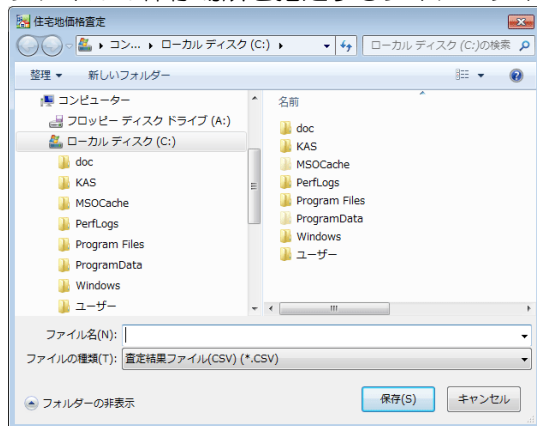 住宅地価格査定
コン... ローカル ディスク (C:)
ローカル ディスク (C:)の検索
整理
新しいフォルダー
コンピューター
フロッピー ディスク ドライブ (A:)
ローカル ディスク (C:)
doc
KAS
MSOCache
PerfLogs
Program Files
ProgramData
Windows
ユーザー
名前
doc
KAS
MSOCache
PerfLogs
Program Files
ProgramData
Windows
ユーザー
ファイル名(N):
ファイルの種類(T): 査定結果ファイル(CSV) (*.CSV)
フォルダーの非表示
保存(S)
キャンセル